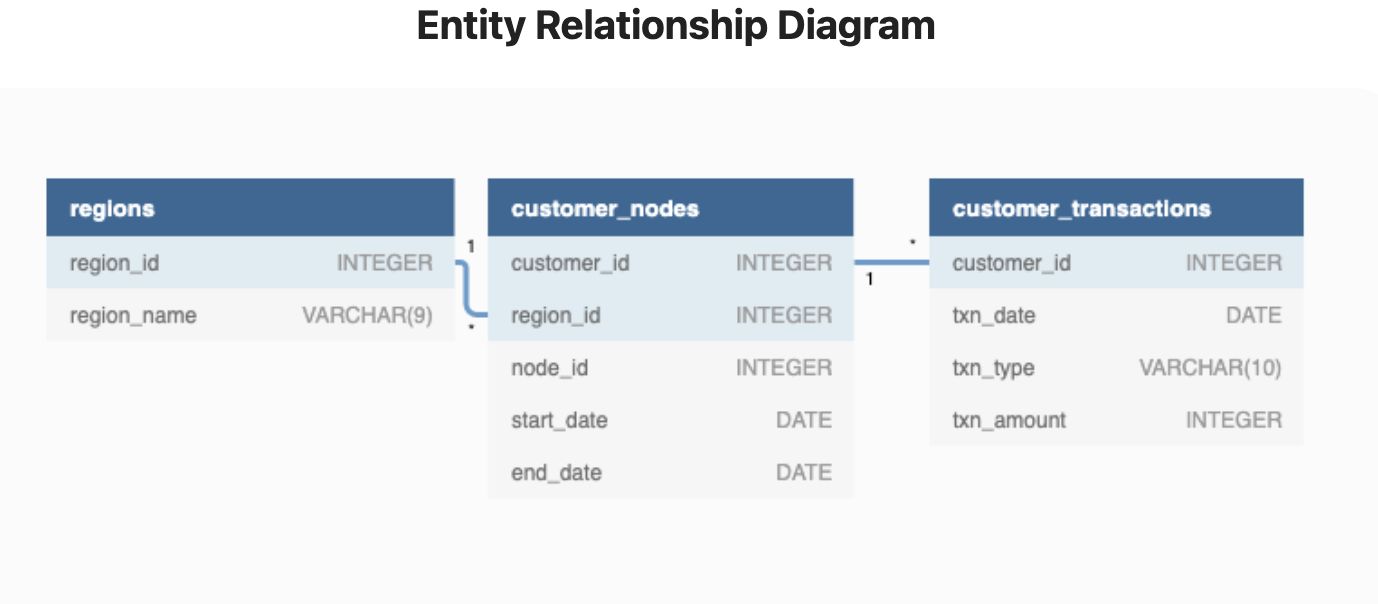 Entity Relationship Diagram
regions
region_id INTEGER
region_name VARCHAR(9)
1
*
customer_nodes
customer_id INTEGER
region_id INTEGER
node_id INTEGER
start_date DATE
end_date DATE
*
1
customer_transactions
customer_id INTEGER
txn_date DATE
txn_type VARCHAR(10)
txn_amount INTEGER